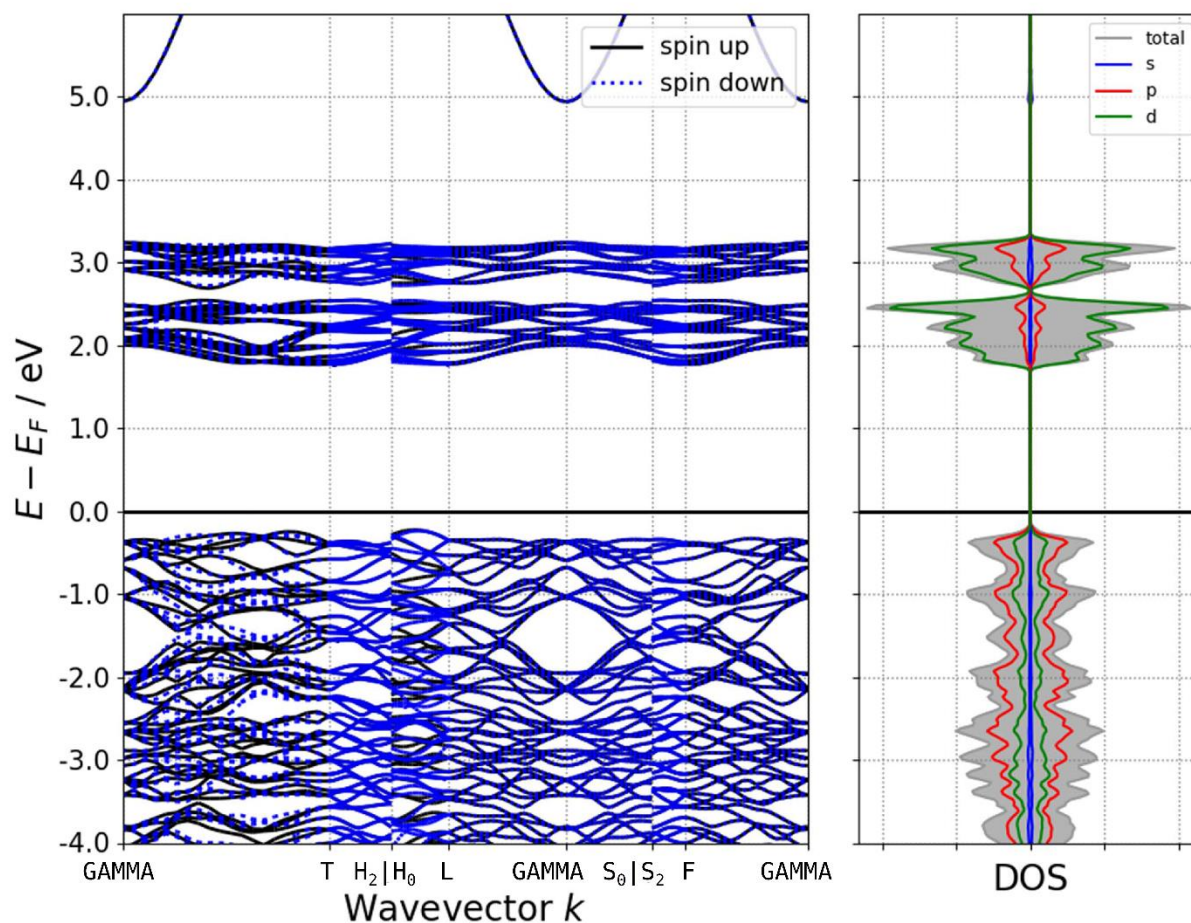 spin up
spin down
total
s
p
d
5.0
4.0
3.0
2.0
1.0
0.0
-1.0
-2.0
-3.0
-4.0
E − E_F / eV
GAMMA T H₂|H₀ L GAMMA S₀|S₂ F GAMMA
Wavevector k
DOS